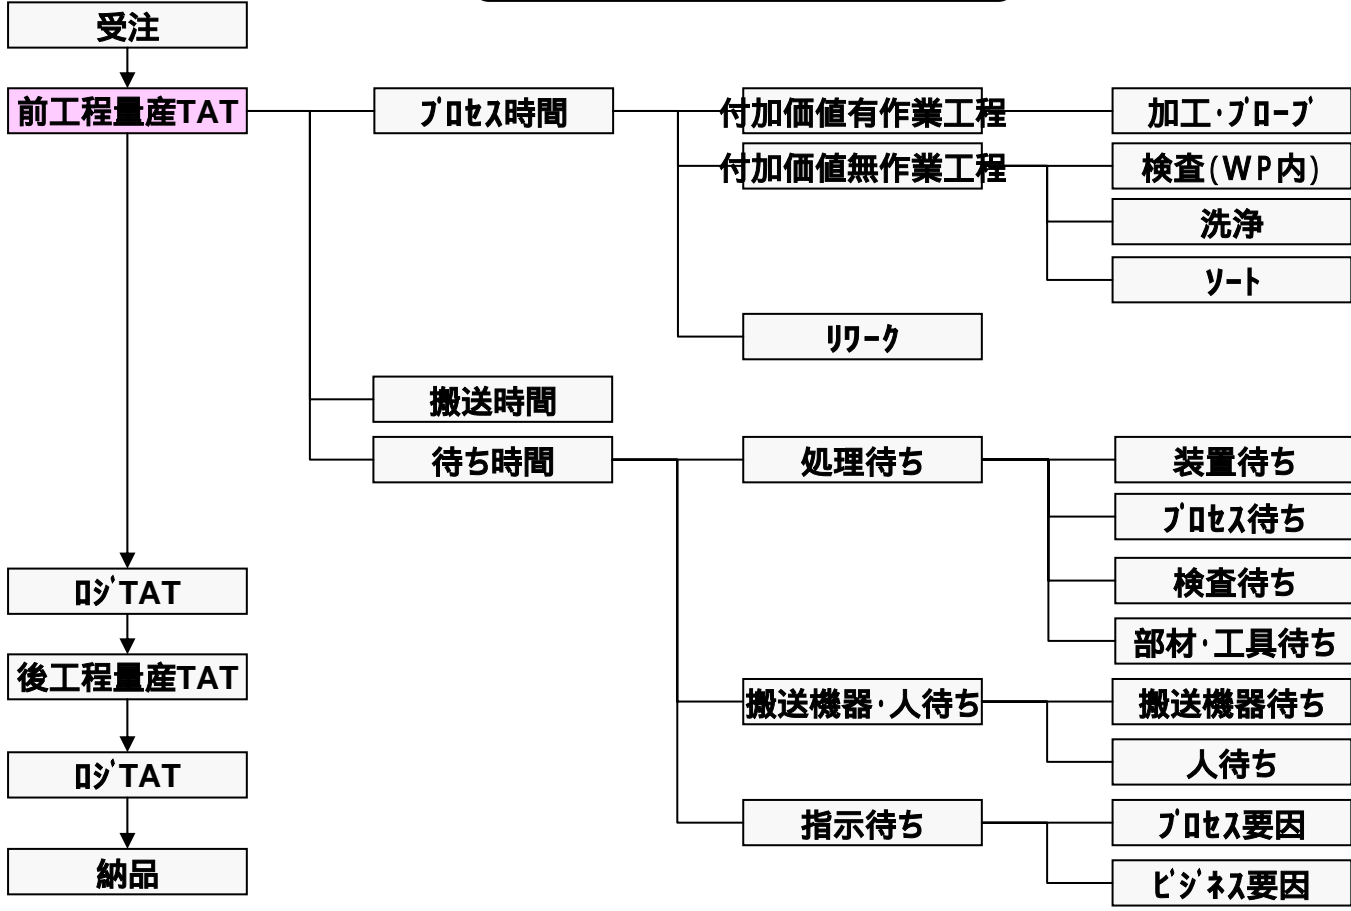 受注
前工程量産TAT
ﾌﾟﾛｾｽ時間
付加価値有作業工程
加工･ﾌﾟﾛｰﾌﾞ
付加価値無作業工程
検査(WP内)
洗浄
ｿｰﾄ
ﾘﾜｰｸ
搬送時間
待ち時間
処理待ち
装置待ち
ﾌﾟﾛｾｽ待ち
検査待ち
部材･工具待ち
搬送機器･人待ち
搬送機器待ち
人待ち
指示待ち
ﾌﾟﾛｾｽ要因
ﾋﾞｼﾞﾈｽ要因
ﾛｼﾞTAT
後工程量産TAT
ﾛｼﾞTAT
納品